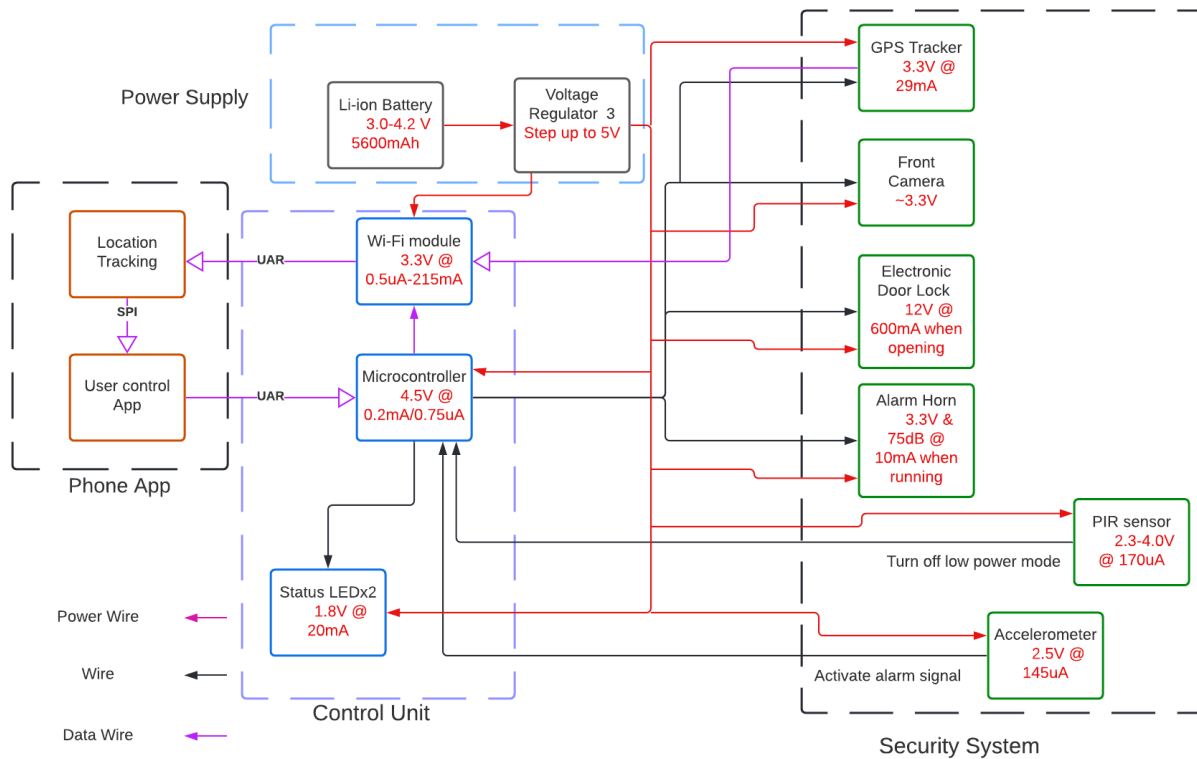 Power Supply
Li-ion Battery
3.0-4.2 V
5600mAh
Voltage
Regulator 3
Step up to 5V
GPS Tracker
3.3V @
29mA
Front
Camera
~3.3V
Location
Tracking
UAR
Wi-Fi module
3.3V @
0.5uA-215mA
Electronic
Door Lock
12V @
600mA when
opening
SPI
User control
App
UAR
Microcontroller
4.5V @
0.2mA/0.75uA
Alarm Horn
3.3V &
75dB @
10mA when
running
Phone App
PIR sensor
2.3-4.0V
@ 170uA
Turn off low power mode
Status LEDx2
1.8V @
20mA
Accelerometer
2.5V @
145uA
Activate alarm signal
Power Wire
Wire
Data Wire
Control Unit
Security System